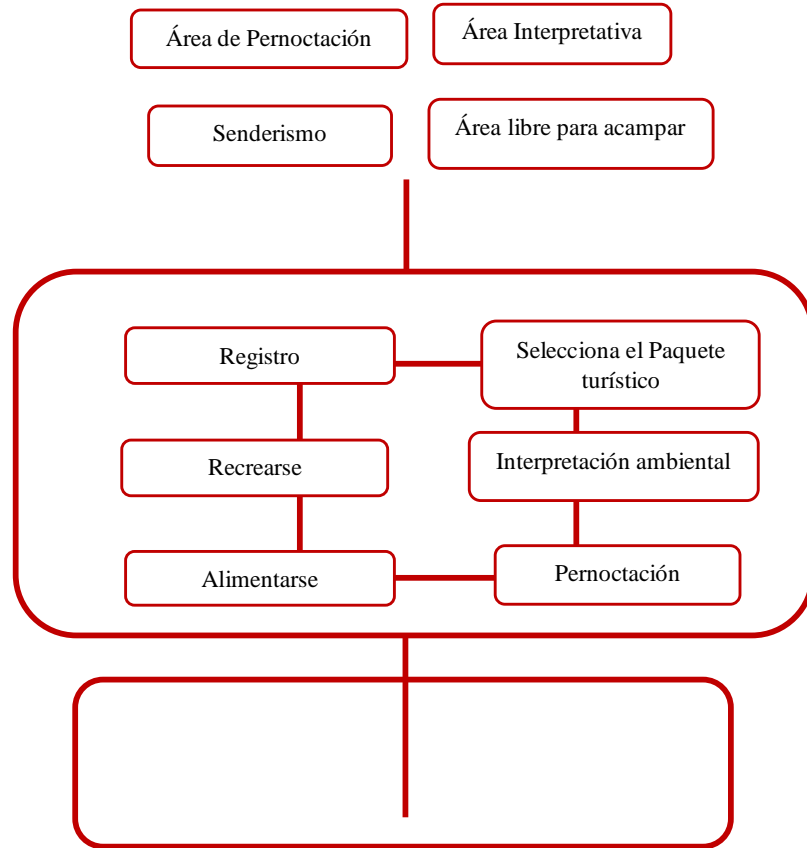 Área de Pernoctación
Área Interpretativa
Senderismo
Área libre para acampar
Registro
Selecciona el Paquete
turístico
Recrearse
Interpretación ambiental
Alimentarse
Pernoctación